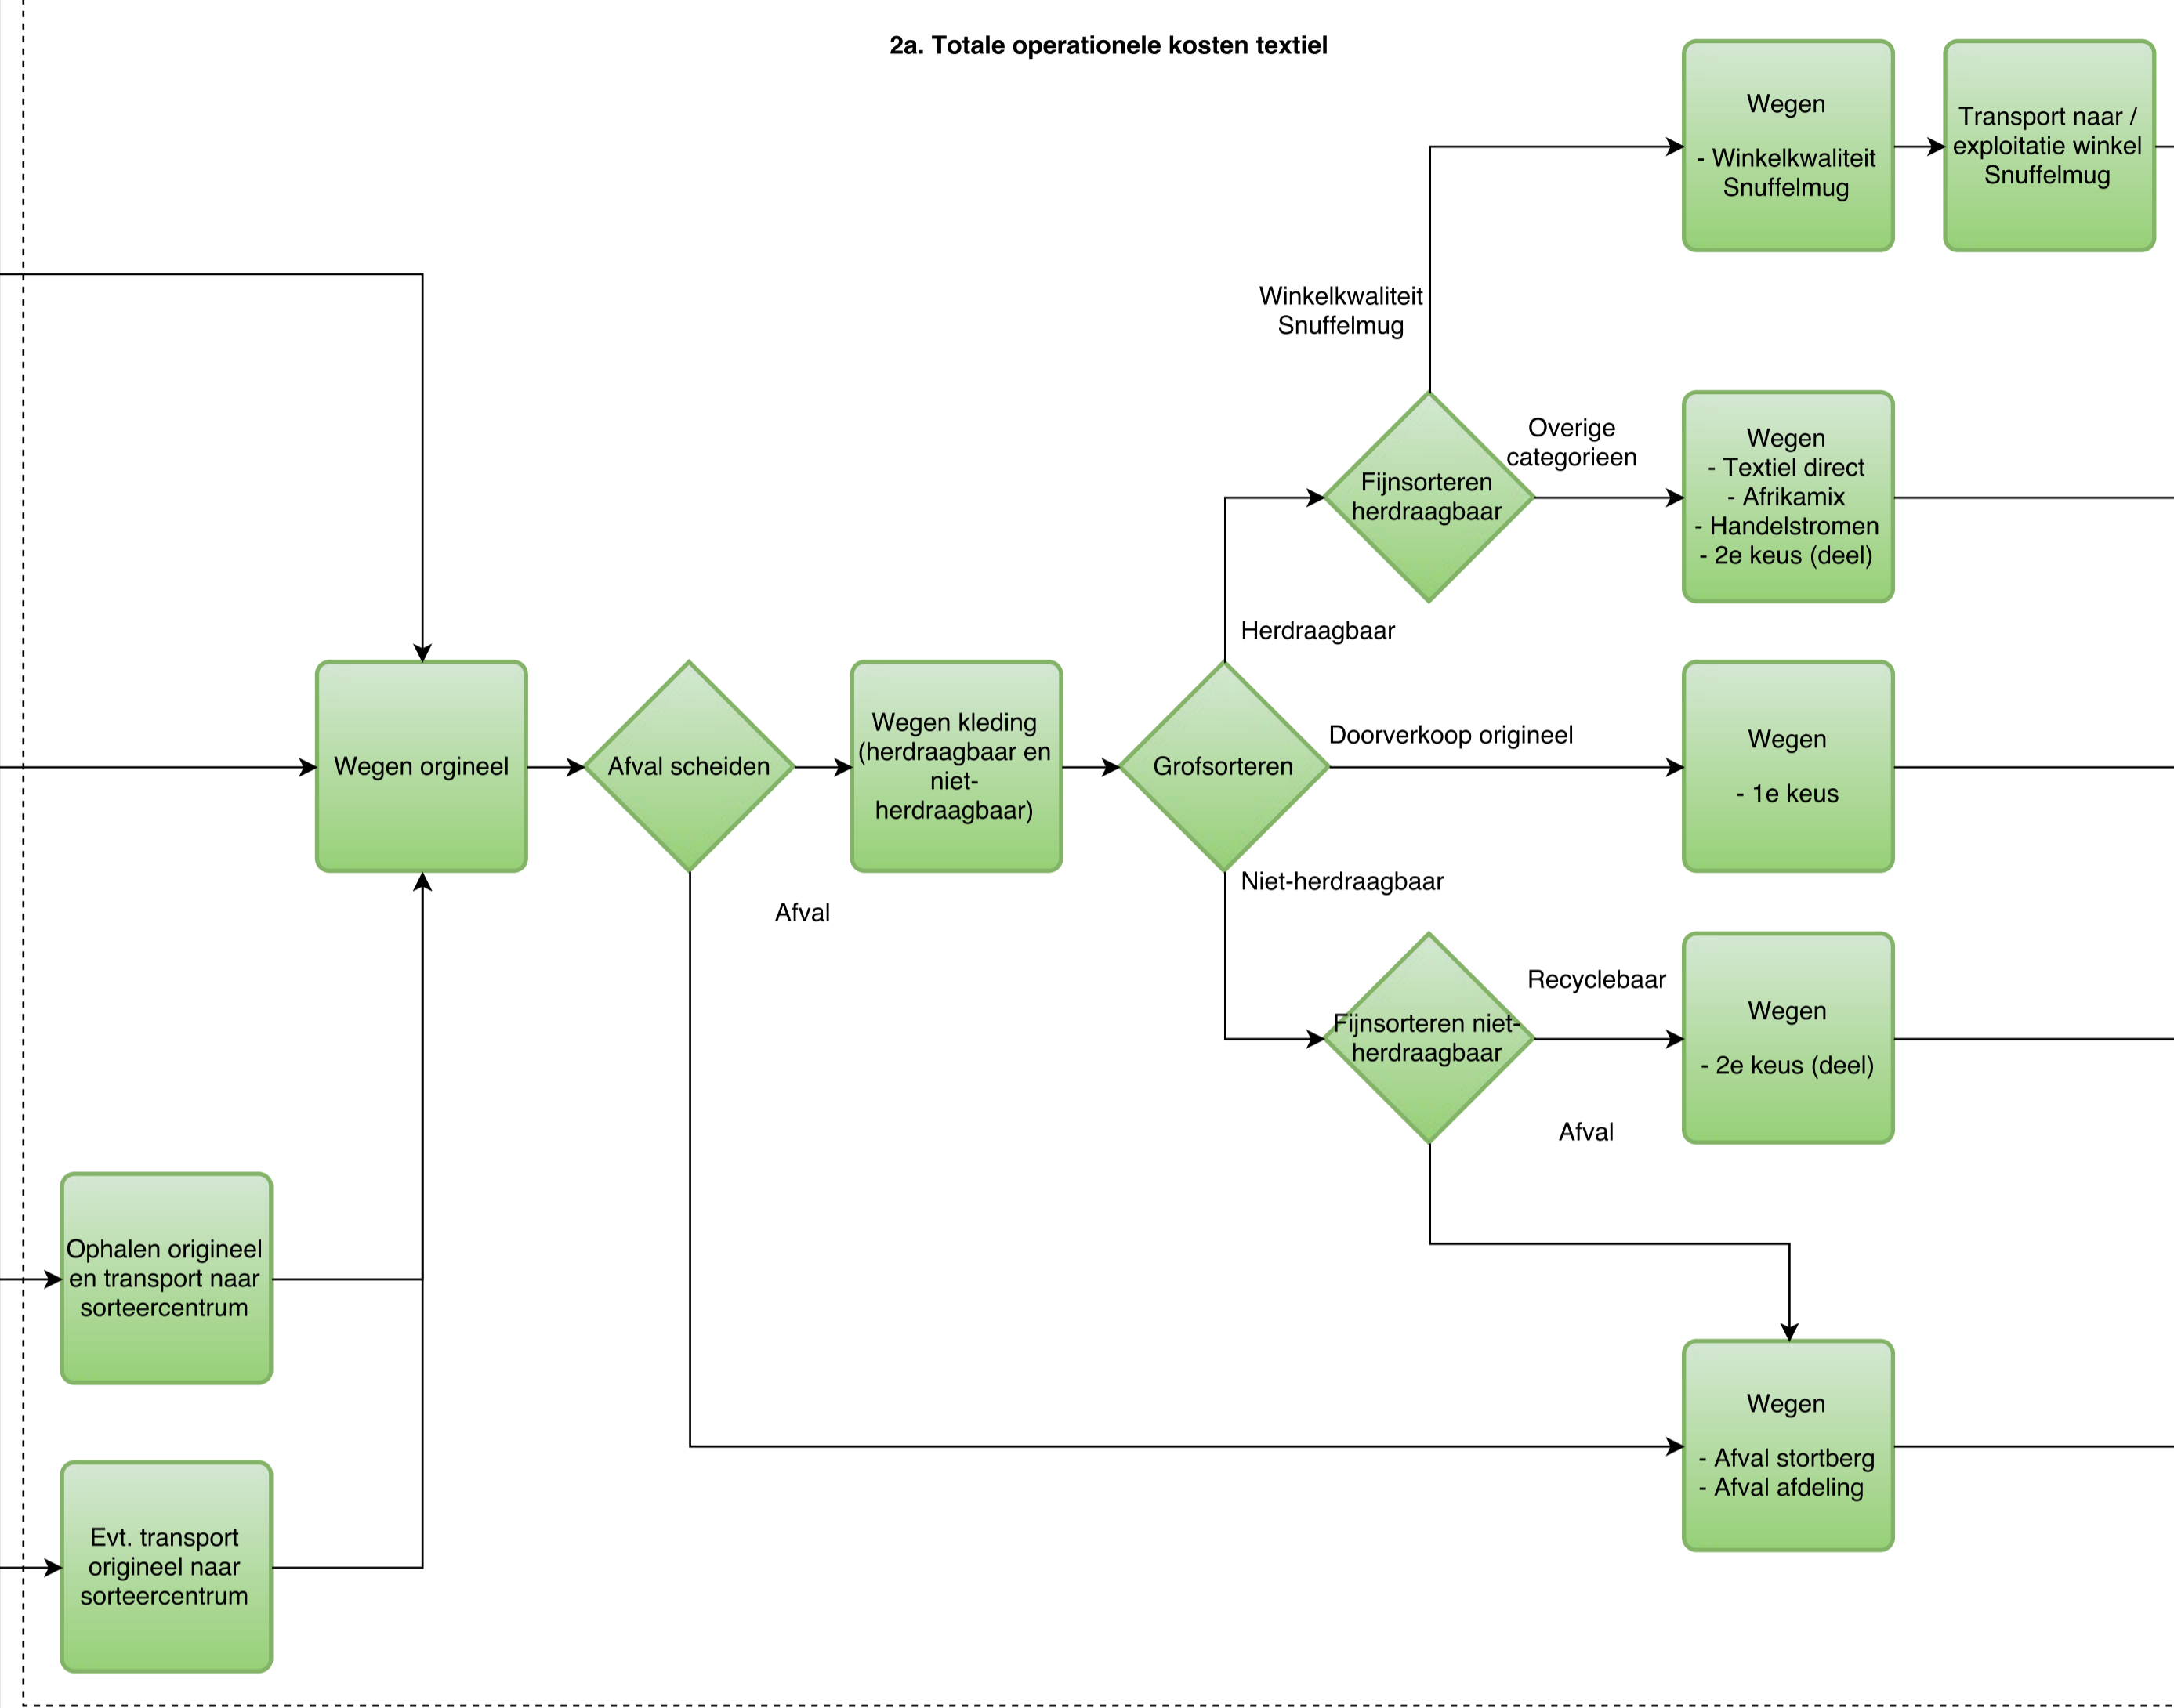 2a. Totale operationele kosten textiel
Wegen
- Winkelkwaliteit
Snuffelmug
Transport naar /
exploitatie winkel
Snuffelmug
Winkelkwaliteit
Snuffelmug
Overige
categorieen
Fijnsorteren
herdraagbaar
Wegen
- Textiel direct
- Afrikamix
- Handelstromen
- 2e keus (deel)
Herdraagbaar
Wegen orgineel
Afval scheiden
Wegen kleding
(herdraagbaar en
niet-
herdraagbaar)
Grofsorteren
Doorverkoop origineel
Wegen
- 1e keus
Afval
Niet-herdraagbaar
Fijnsorteren niet-
herdraagbaar
Recyclebaar
Wegen
- 2e keus (deel)
Afval
Ophalen origineel
en transport naar
sorteercentrum
Wegen
- Afval stortberg
- Afval afdeling
Evt. transport
origineel naar
sorteercentrum